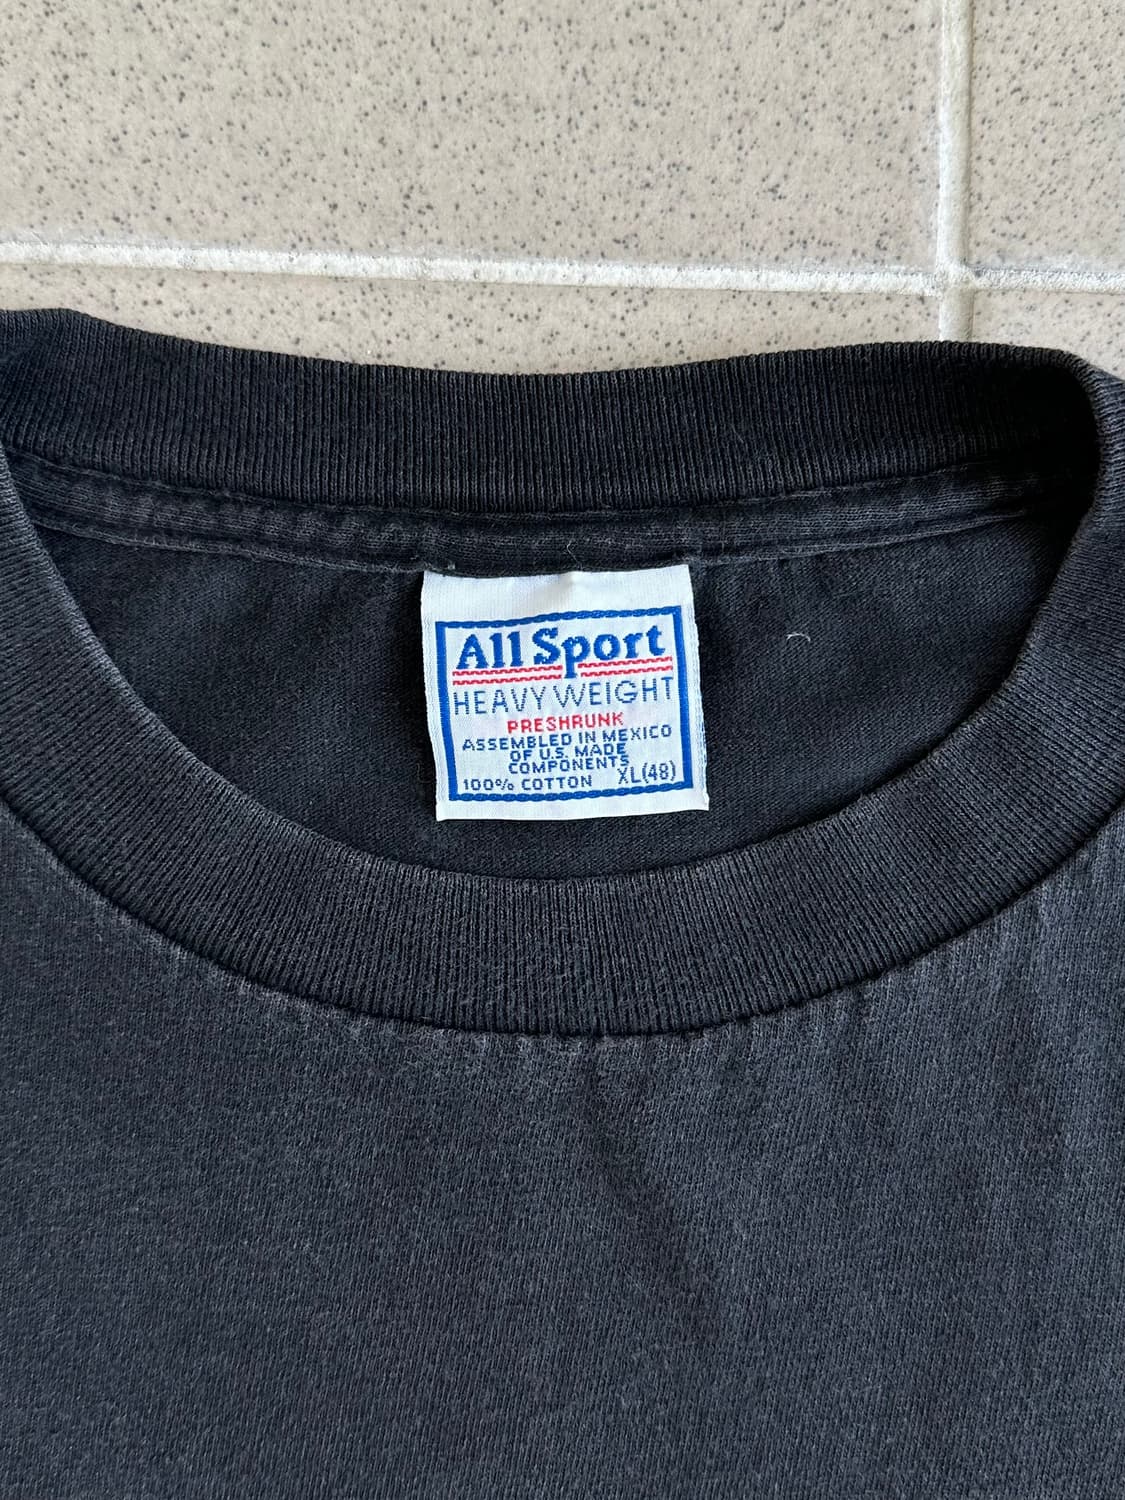 All Sport
HEAVY WEIGHT
PRESHRUNK
ASSEMBLED IN MEXICO
OF U.S. MADE
COMPONENTS
100% COTTON XL(48)